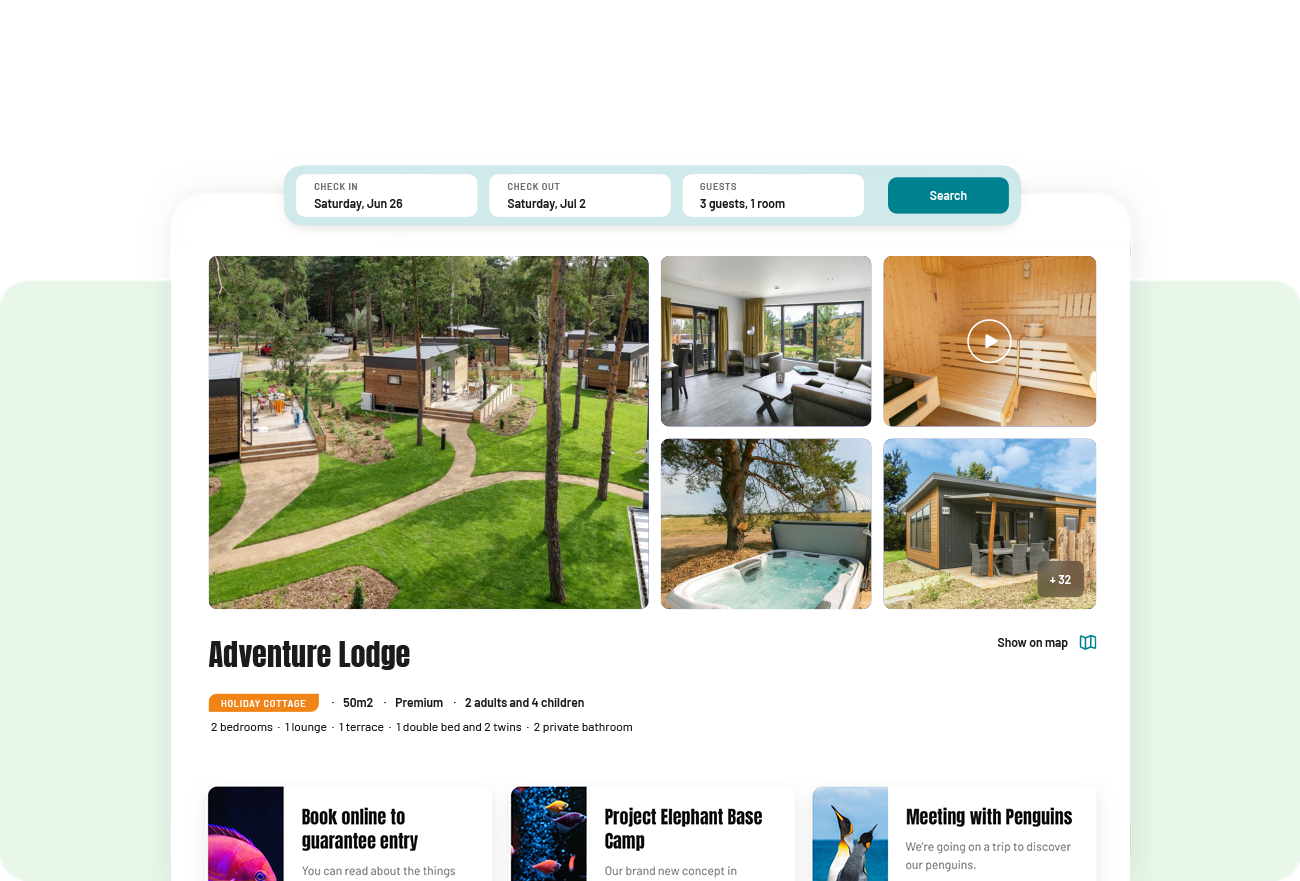 CHECK IN
Saturday, Jun 26
CHECK OUT
Saturday, Jul 2
GUESTS
3 guests, 1 room
Search
+ 32
Adventure Lodge
Show on map
HOLIDAY COTTAGE · 50m2 · Premium · 2 adults and 4 children
2 bedrooms · 1 lounge · 1 terrace · 1 double bed and 2 twins · 2 private bathroom
Book online to
guarantee entry
You can read about the things
Project Elephant Base
Camp
Our brand new concept in
Meeting with Penguins
We're going on a trip to discover
our penguins.